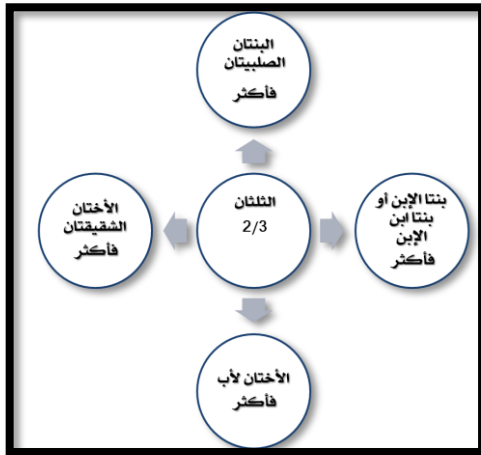 البنتان
الصلبيتان
فأكثر
بنتا الإبن أو
بنتا ابن
الإبن
فأكثر
الثلثان
2/3
الأختان
الشقيقتان
فأكثر
الأختان لأب
فأكثر